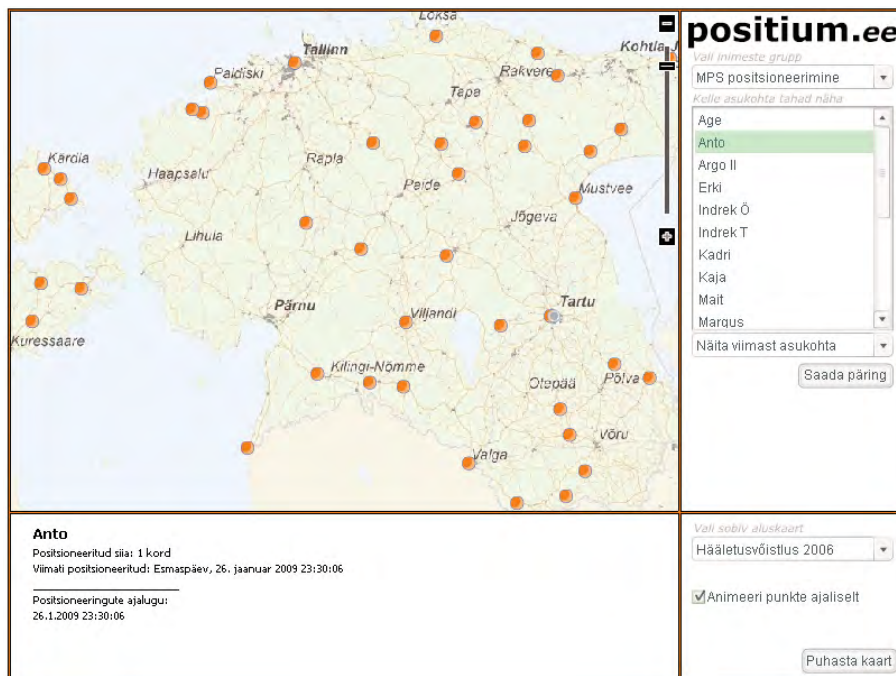 Loksa
Tallinn
Kohtla-J
Paldiski
Rakvere
Tapa
Kärdla
Haapsalu
Rapla
Paide
Mustvee
Jõgeva
Lihula
Pärnu
Viljandi
Tartu
Kuressaare
Kilingi-Nõmme
Otepää
Põlva
Võru
Valga
positium.ee
Vali inimeste grupp
MPS positsioneerimine
Kelle asukohta tahad näha
Age
Anto
Argo II
Erki
Indrek Õ
Indrek T
Kadri
Kaja
Mait
Margus
Näita viimast asukohta
Saada päring
Anto
Positsioneeritud siia: 1 kord
Viimati positsioneeritud: Esmaspäev, 26. jaanuar 2009 23:30:06
Positsioneeringute ajalugu:
26.1.2009 23:30:06
Vali sobiv aluskaart
Hääletusvõistlus 2006
Animeeri punkte ajaliselt
Puhasta kaart